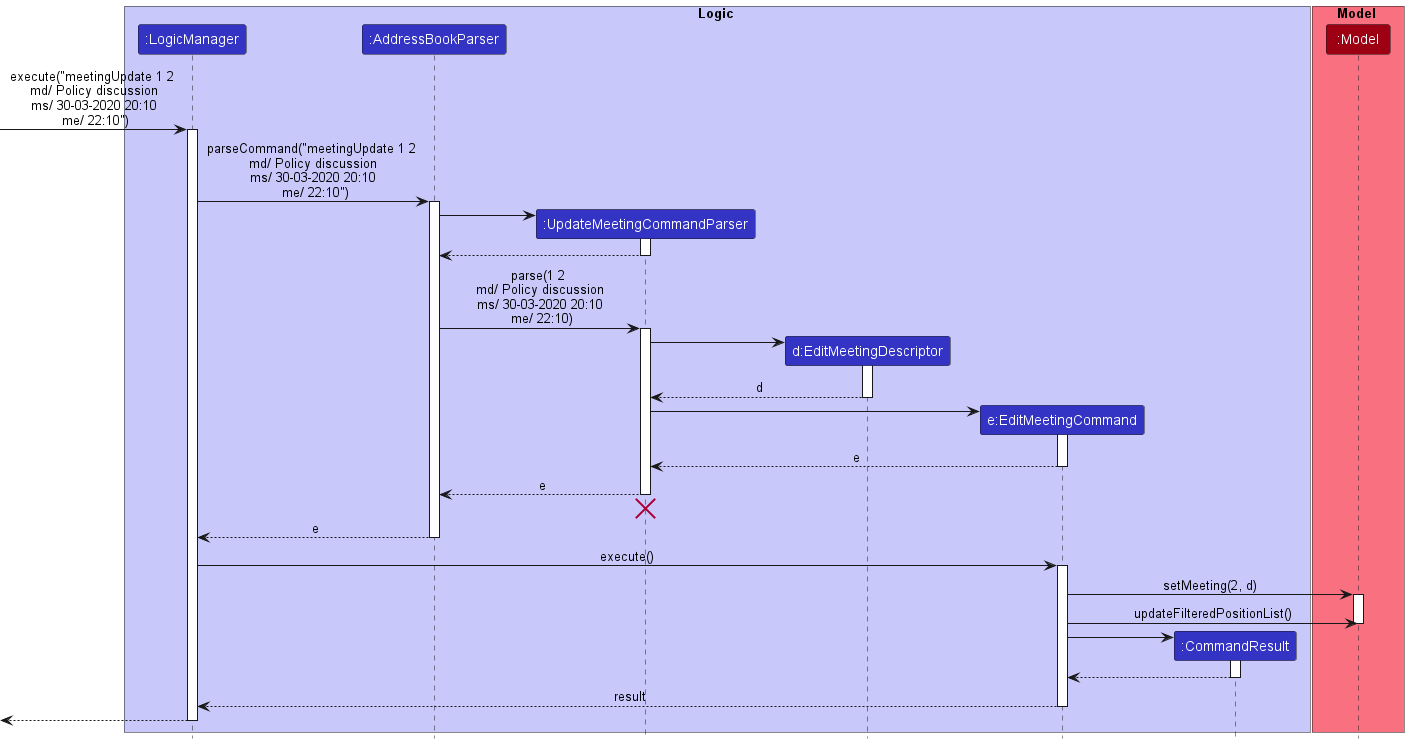 Logic
Model
:LogicManager
:AddressBookParser
:Model
execute("meetingUpdate 1 2
md/ Policy discussion
ms/ 30-03-2020 20:10
me/ 22:10")
parseCommand("meetingUpdate 1 2
md/ Policy discussion
ms/ 30-03-2020 20:10
me/ 22:10")
:UpdateMeetingCommandParser
parse(1 2
md/ Policy discussion
ms/ 30-03-2020 20:10
me/ 22:10)
d:EditMeetingDescriptor
d
e:EditMeetingCommand
e
e
e
execute()
setMeeting(2, d)
updateFilteredPositionList()
:CommandResult
result